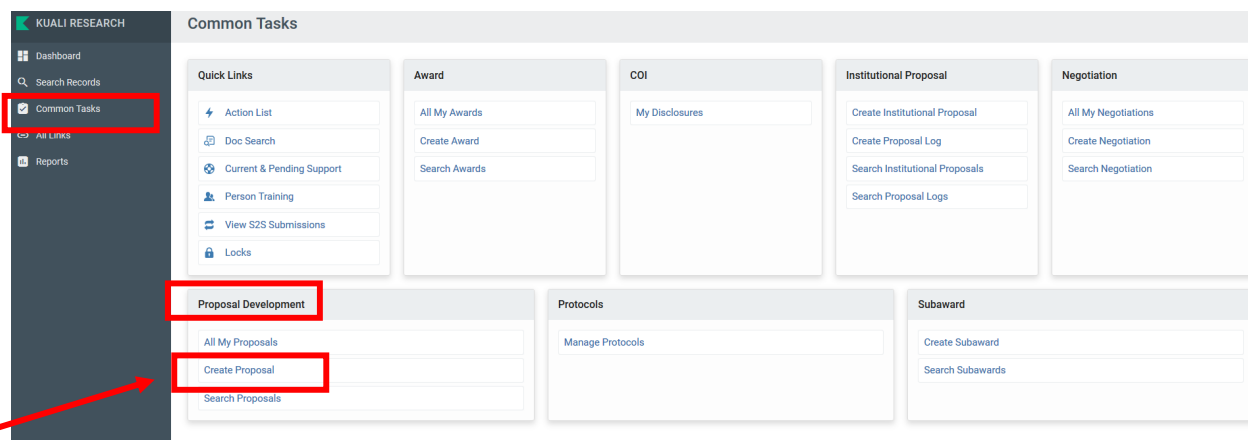 KUALI RESEARCH
Dashboard
Search Records
Common Tasks
All Links
Reports
Common Tasks
Quick Links
Action List
Doc Search
Current & Pending Support
Person Training
View S2S Submissions
Locks
Award
All My Awards
Create Award
Search Awards
COI
My Disclosures
Institutional Proposal
Create Institutional Proposal
Create Proposal Log
Search Institutional Proposals
Search Proposal Logs
Negotiation
All My Negotiations
Create Negotiation
Search Negotiation
Proposal Development
All My Proposals
Create Proposal
Search Proposals
Protocols
Manage Protocols
Subaward
Create Subaward
Search Subawards